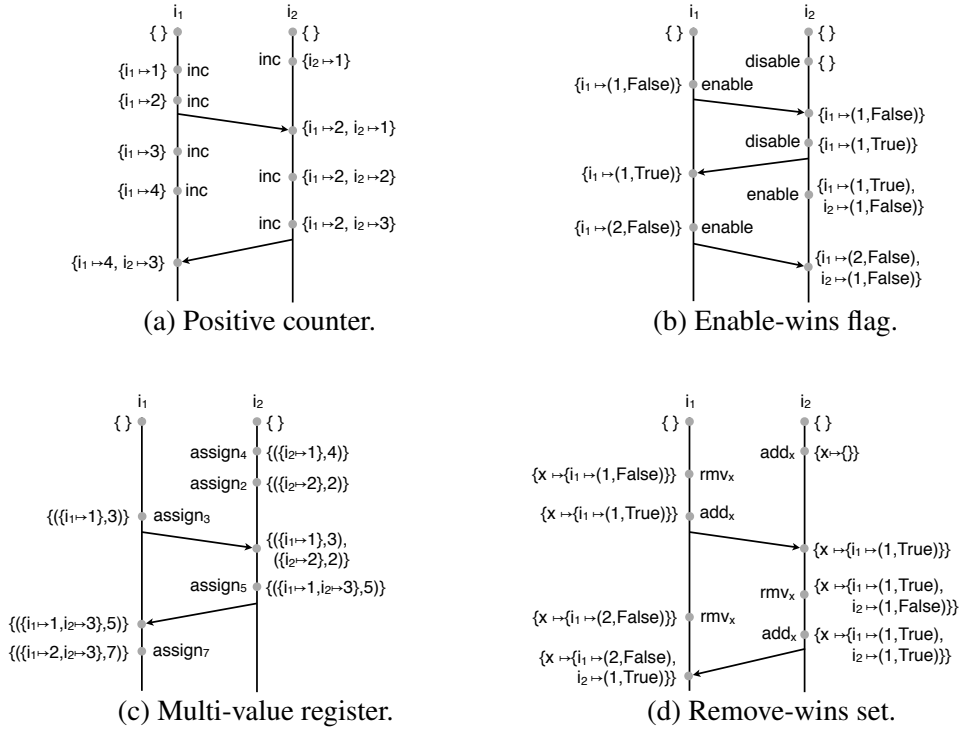 i₁ i₂
{ } { }
inc {i₂↦1}
{i₁↦1} inc
{i₁↦2} inc
{i₁↦2, i₂↦1}
{i₁↦3} inc
inc {i₁↦2, i₂↦2}
{i₁↦4} inc
inc {i₁↦2, i₂↦3}
{i₁↦4, i₂↦3}
(a) Positive counter.
i₁ i₂
{ } { }
disable { }
{i₁↦(1,False)} enable
{i₁↦(1,False)}
disable {i₁↦(1,True)}
{i₁↦(1,True)}
enable {i₁↦(1,True),
i₂↦(1,False)}
{i₁↦(2,False)} enable
{i₁↦(2,False),
i₂↦(1,False)}
(b) Enable-wins flag.
i₁ i₂
{ } { }
assign₄ {({i₂↦1},4)}
assign₂ {({i₂↦2},2)}
{({i₁↦1},3)} assign₃
{({i₁↦1},3),
({i₂↦2},2)}
assign₅ {({i₁↦1,i₂↦3},5)}
{({i₁↦1,i₂↦3},5)}
{({i₁↦2,i₂↦3},7)} assign₇
(c) Multi-value register.
i₁ i₂
{ } { }
addₓ {x↦{}}
{x↦{i₁↦(1,False)}} rmvₓ
{x↦{i₁↦(1,True)}} addₓ
{x↦{i₁↦(1,True)}}
rmvₓ {x↦{i₁↦(1,True),
i₂↦(1,False)}}
{x↦{i₁↦(2,False)}} rmvₓ
addₓ {x↦{i₁↦(1,True),
i₂↦(1,True)}}
{x↦{i₁↦(2,False),
i₂↦(1,True)}}
(d) Remove-wins set.